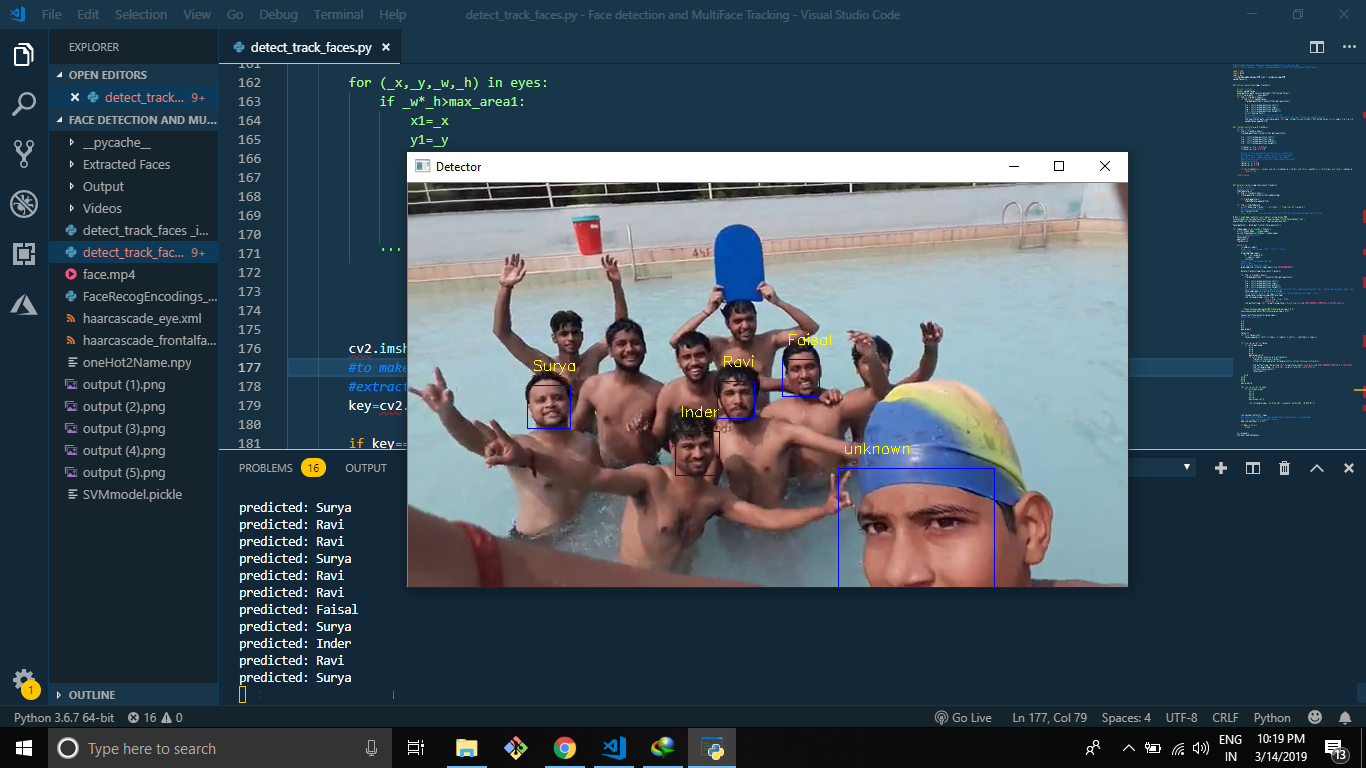 File Edit Selection View Go Debug Terminal Help
detect_track_faces.py - Face detection and MultiFace Tracking - Visual Studio Code
EXPLORER
OPEN EDITORS
detect_track... 9+
FACE DETECTION AND MU...
__pycache__
Extracted Faces
Output
Videos
detect_track_faces _i...
detect_track_fac... 9+
face.mp4
FaceRecogEncodings_...
haarcascade_eye.xml
haarcascade_frontalfa...
oneHot2Name.npy
output (1).png
output (2).png
output (3).png
output (4).png
output (5).png
SVMmodel.pickle
OUTLINE
detect_track_faces.py
161
162 for (_x,_y,_w,_h) in eyes:
163 if _w*_h>max_area1:
164 x1=_x
165 y1=_y
166
167
168
169
170
171 ...
172
173
174
175
176 cv2.imsh
177 #to make
178 #extract
179 key=cv2.
180
181 if key==
Detector
Surya
Ravi
Faisal
Inder
unknown
PROBLEMS 16 OUTPUT
predicted: Surya
predicted: Ravi
predicted: Ravi
predicted: Surya
predicted: Ravi
predicted: Ravi
predicted: Faisal
predicted: Surya
predicted: Inder
predicted: Ravi
predicted: Surya
1
Python 3.6.7 64-bit 16 0 Go Live Ln 177, Col 79 Spaces: 4 UTF-8 CRLF Python
Type here to search
ENG
IN
10:19 PM
3/14/2019
13